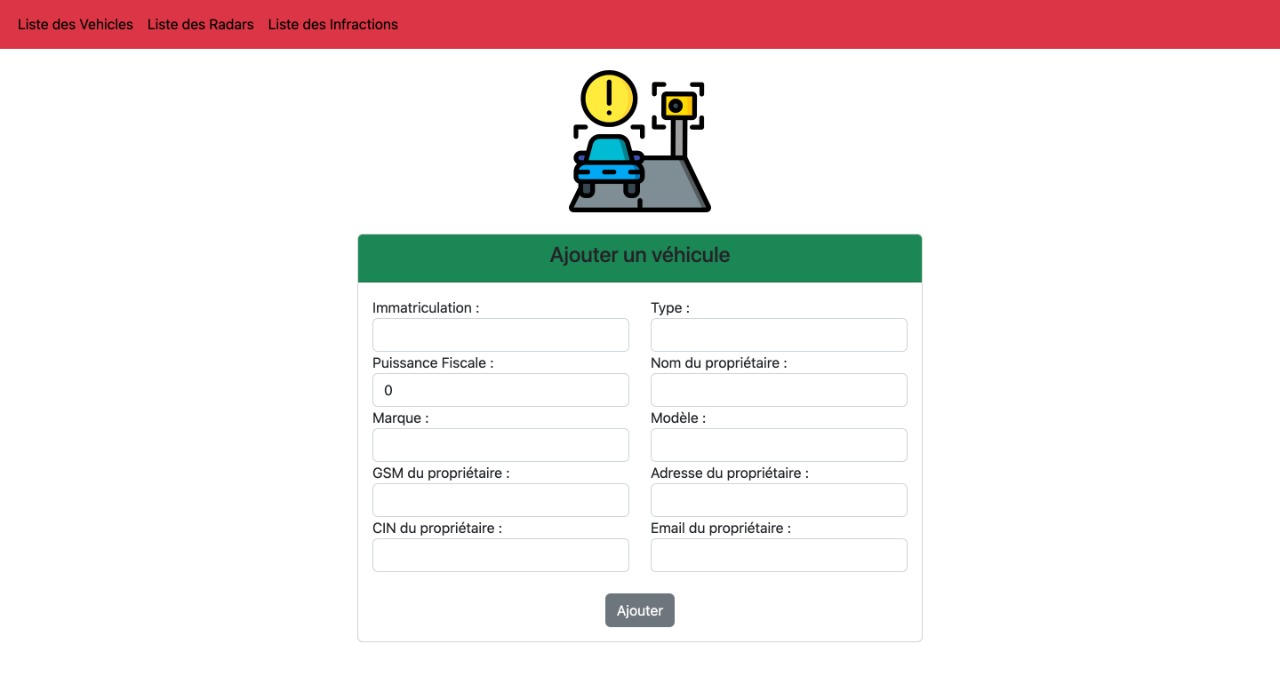 Liste des Vehicles Liste des Radars Liste des Infractions
Ajouter un véhicule
Immatriculation : Type :
Puissance Fiscale : Nom du propriétaire :
0
Marque : Modèle :
GSM du propriétaire : Adresse du propriétaire :
CIN du propriétaire : Email du propriétaire :
Ajouter